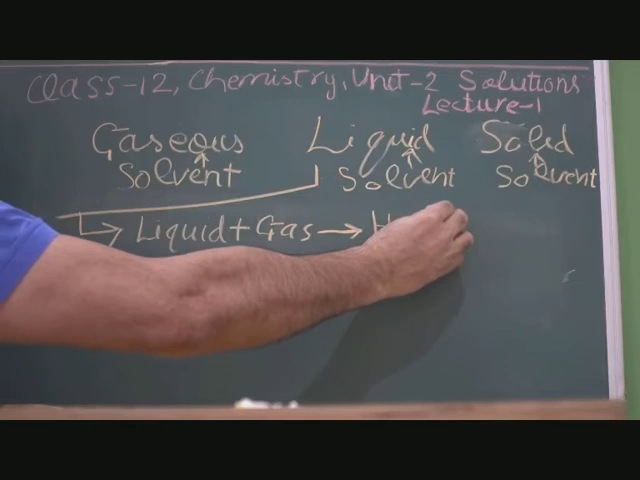 Class-12, Chemistry, Unit-2 Solutions
Lecture-1
Gaseous Liquid Solid
Solvent Solvent Solvent
Liquid + Gas → H